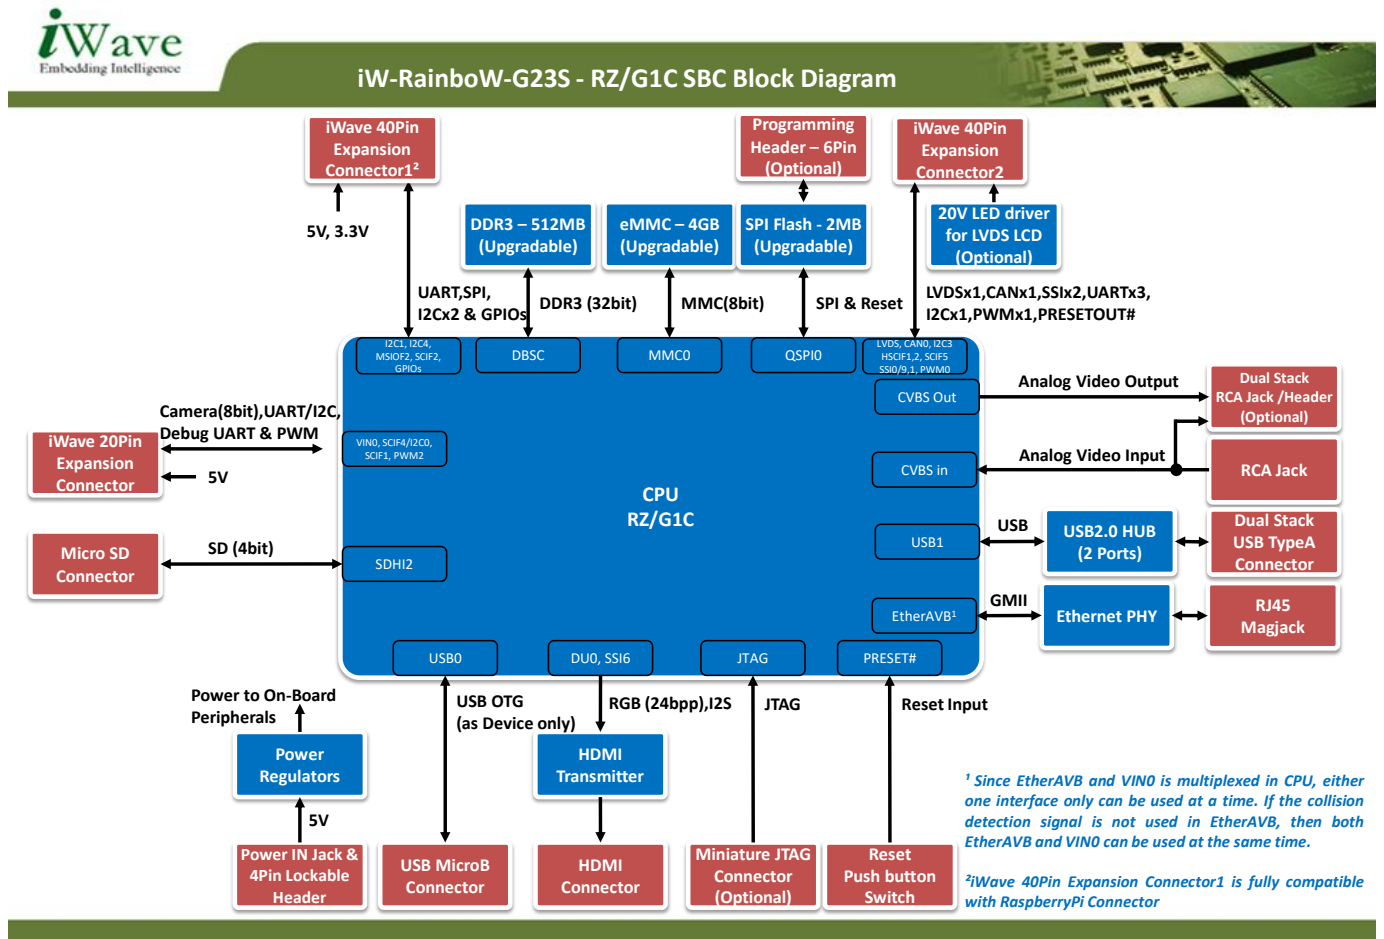 iWave
Embedding Intelligence
iW-RainboW-G23S - RZ/G1C SBC Block Diagram
iWave 40Pin
Expansion
Connector1²
Programming
Header – 6Pin
(Optional)
iWave 40Pin
Expansion
Connector2
5V, 3.3V
DDR3 – 512MB
(Upgradable)
eMMC – 4GB
(Upgradable)
SPI Flash - 2MB
(Upgradable)
20V LED driver
for LVDS LCD
(Optional)
UART,SPI,
I2Cx2 & GPIOs
DDR3 (32bit)
MMC(8bit)
SPI & Reset
LVDSx1,CANx1,SSIx2,UARTx3,
I2Cx1,PWMx1,PRESETOUT#
I2C1, I2C4,
MSIOF2, SCIF2,
GPIOs
DBSC
MMC0
QSPI0
LVDS, CAN0, I2C3
HSCIF1,2, SCIF5
SSI0/9,1, PWM0
CVBS Out
Analog Video Output
Dual Stack
RCA Jack /Header
(Optional)
Camera(8bit),UART/I2C,
Debug UART & PWM
iWave 20Pin
Expansion
Connector
5V
VIN0, SCIF4/I2C0,
SCIF1, PWM2
CVBS in
Analog Video Input
RCA Jack
CPU
RZ/G1C
USB1
USB
USB2.0 HUB
(2 Ports)
Dual Stack
USB TypeA
Connector
Micro SD
Connector
SD (4bit)
SDHI2
EtherAVB¹
GMII
Ethernet PHY
RJ45
Magjack
USB0
DU0, SSI6
JTAG
PRESET#
Power to On-Board
Peripherals
USB OTG
(as Device only)
RGB (24bpp),I2S
JTAG
Reset Input
Power
Regulators
HDMI
Transmitter
5V
Power IN Jack &
4Pin Lockable
Header
USB MicroB
Connector
HDMI
Connector
Miniature JTAG
Connector
(Optional)
Reset
Push button
Switch
¹ Since EtherAVB and VIN0 is multiplexed in CPU, either
one interface only can be used at a time. If the collision
detection signal is not used in EtherAVB, then both
EtherAVB and VIN0 can be used at the same time.
²iWave 40Pin Expansion Connector1 is fully compatible
with RaspberryPi Connector